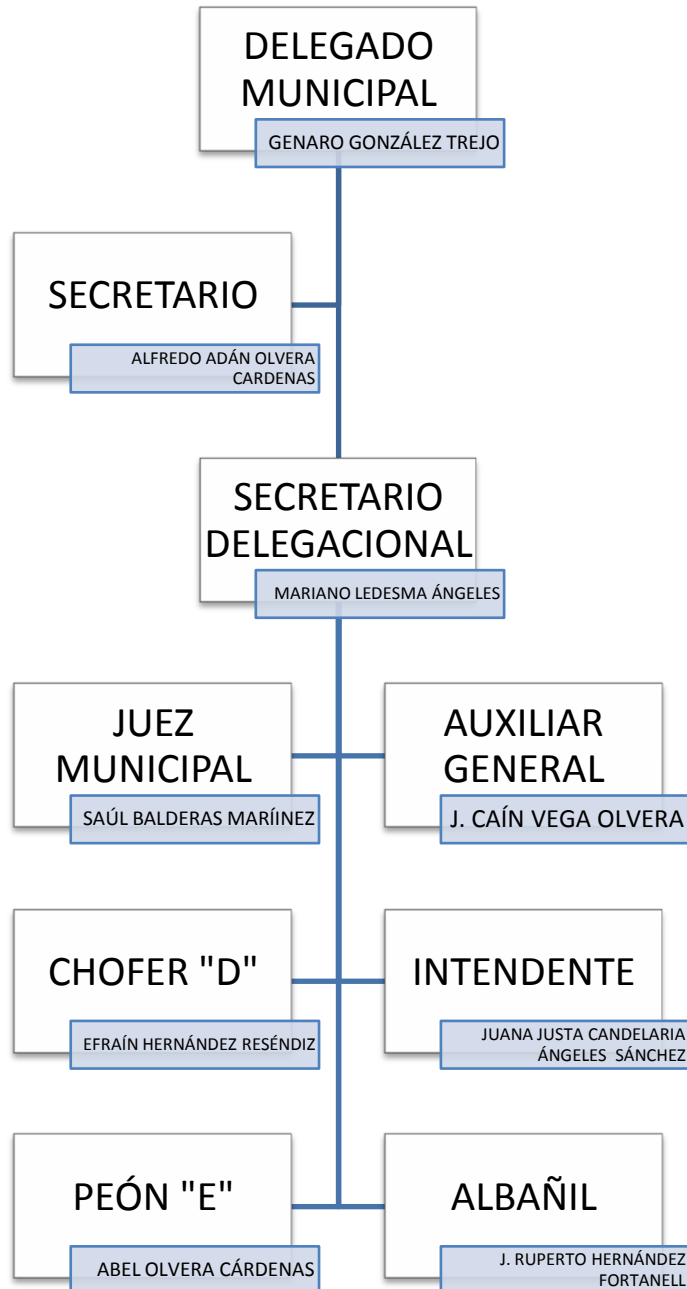 DELEGADO
MUNICIPAL
GENARO GONZÁLEZ TREJO
SECRETARIO
ALFREDO ADÁN OLVERA
CARDENAS
SECRETARIO
DELEGACIONAL
MARIANO LEDESMA ÁNGELES
JUEZ
MUNICIPAL
SAÚL BALDERAS MARÍINEZ
AUXILIAR
GENERAL
J. CAÍN VEGA OLVERA
CHOFER "D"
EFRAÍN HERNÁNDEZ RESÉNDIZ
INTENDENTE
JUANA JUSTA CANDELARIA
ÁNGELES SÁNCHEZ
PEÓN "E"
ABEL OLVERA CÁRDENAS
ALBAÑIL
J. RUPERTO HERNÁNDEZ
FORTANELL